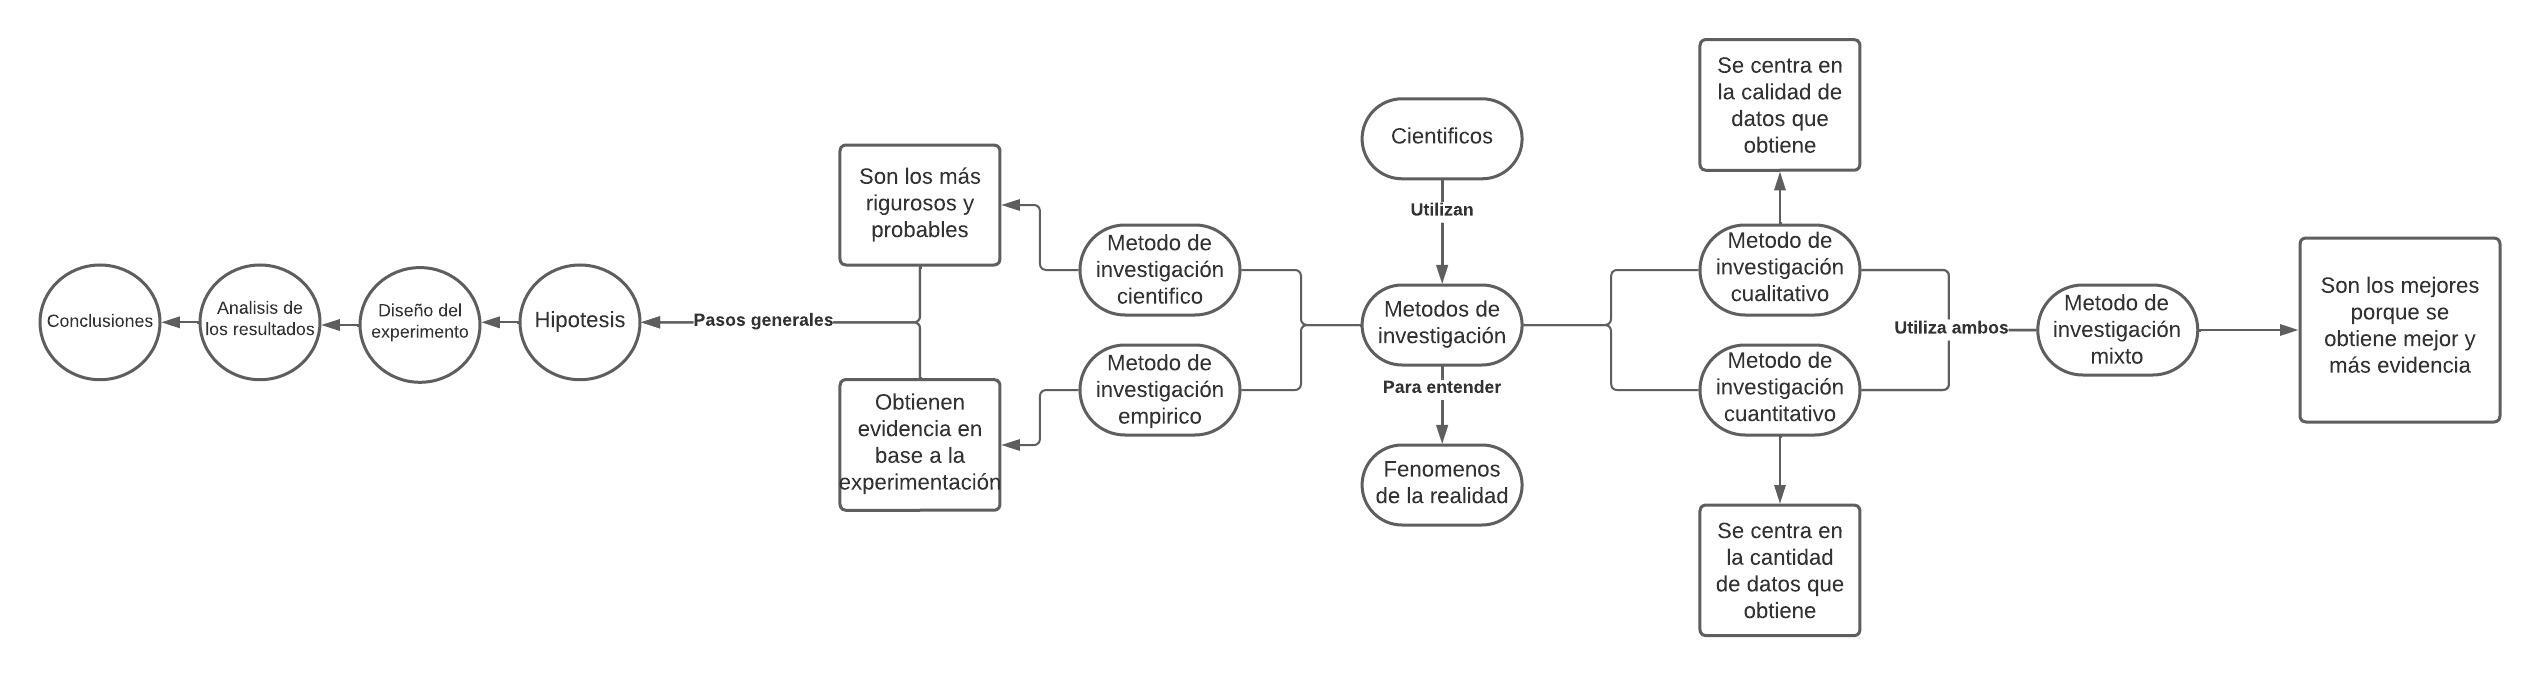 Conclusiones
Analisis de
los resultados
Diseño del
experimento
Hipotesis
Pasos generales
Son los más
rigurosos y
probables
Obtienen
evidencia en
base a la
experimentación
Metodo de
investigación
cientifico
Metodo de
investigación
empirico
Cientificos
Utilizan
Metodos de
investigación
Para entender
Fenomenos
de la realidad
Se centra en
la calidad de
datos que
obtiene
Metodo de
investigación
cualitativo
Metodo de
investigación
cuantitativo
Se centra en
la cantidad
de datos que
obtiene
Utiliza ambos
Metodo de
investigación
mixto
Son los mejores
porque se
obtiene mejor y
más evidencia